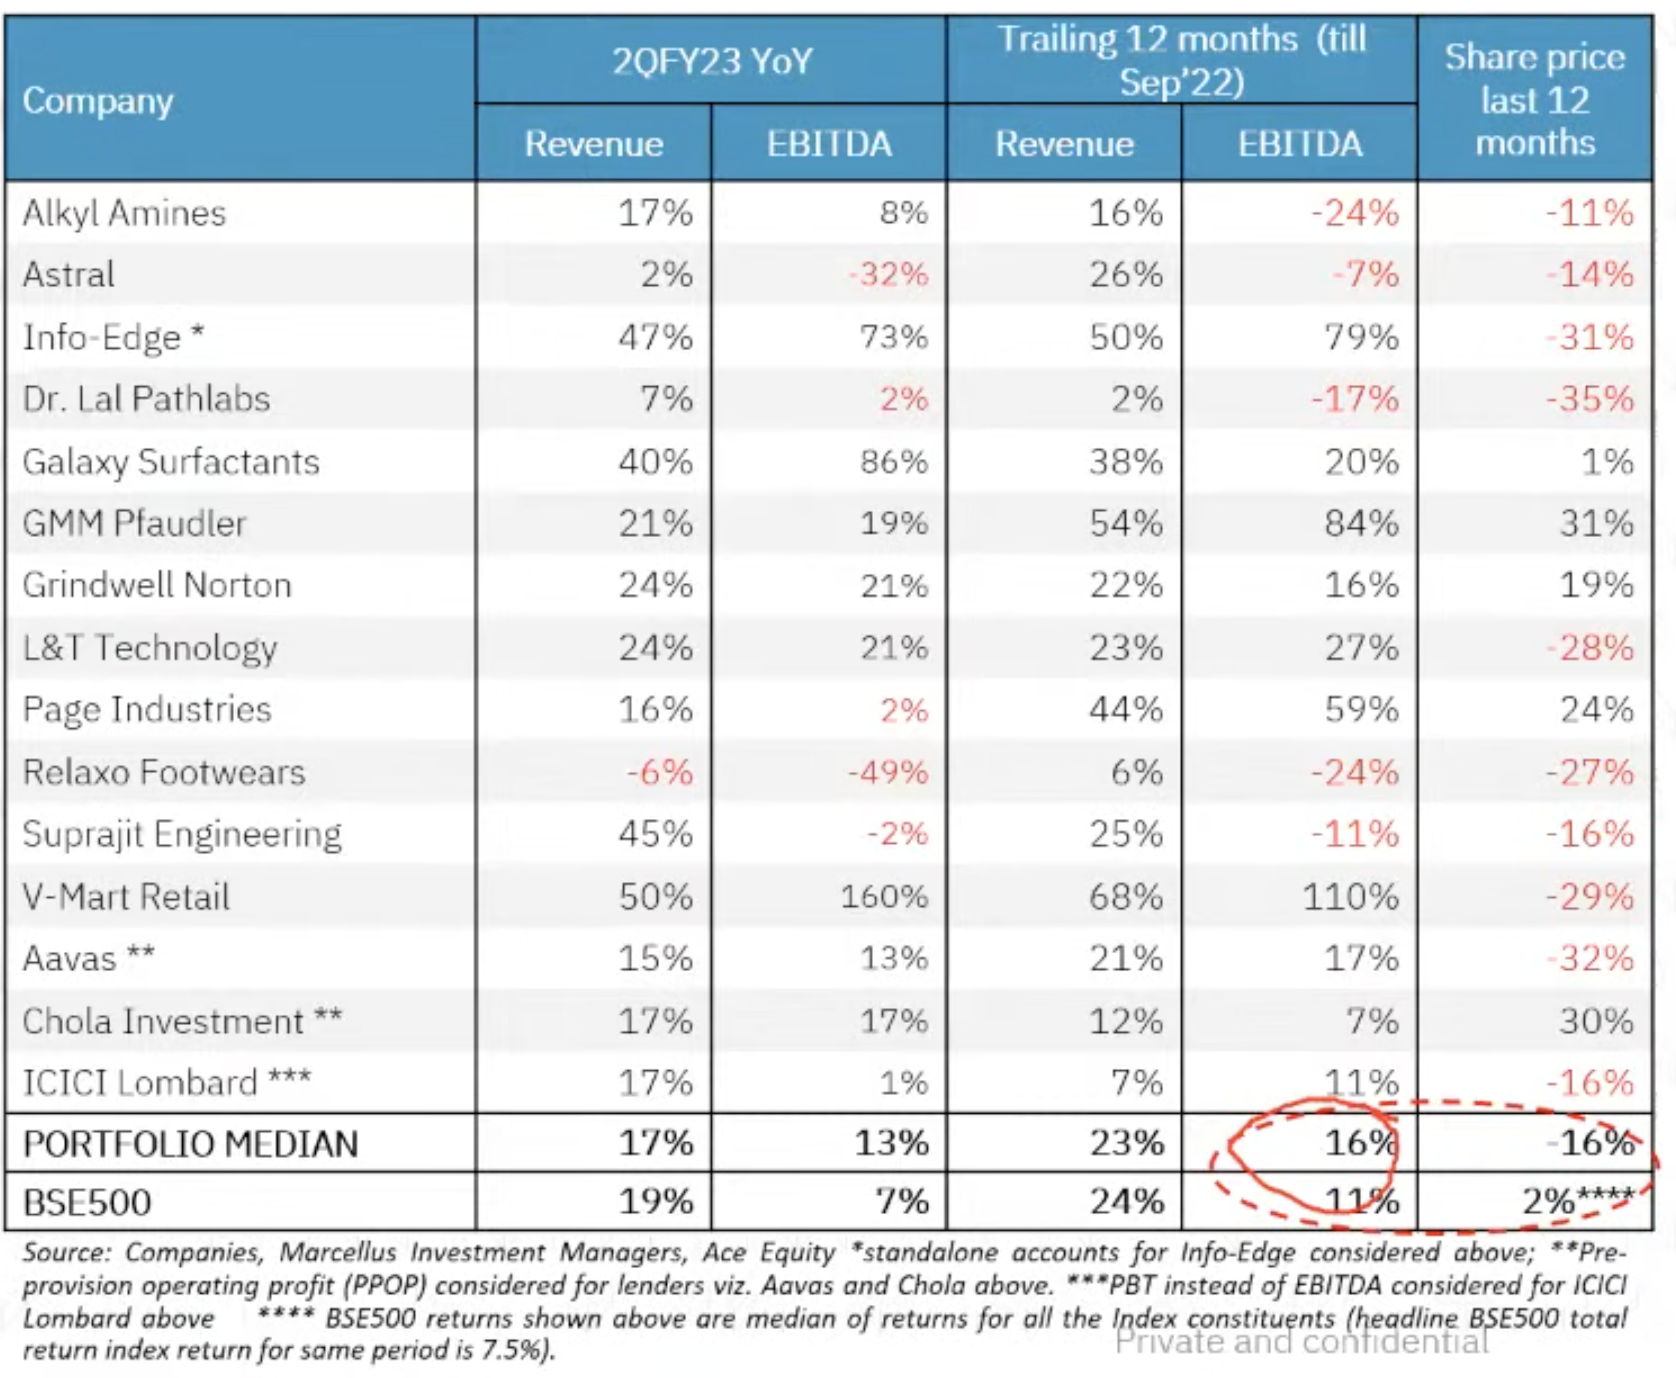 Company 2QFY23 YoY Trailing 12 months (till Sep'22) Share price last 12 months
Revenue EBITDA Revenue EBITDA
Alkyl Amines 17% 8% 16% -24% -11%
Astral 2% -32% 26% -7% -14%
Info-Edge * 47% 73% 50% 79% -31%
Dr. Lal Pathlabs 7% 2% 2% -17% -35%
Galaxy Surfactants 40% 86% 38% 20% 1%
GMM Pfaudler 21% 19% 54% 84% 31%
Grindwell Norton 24% 21% 22% 16% 19%
L&T Technology 24% 21% 23% 27% -28%
Page Industries 16% 2% 44% 59% 24%
Relaxo Footwears -6% -49% 6% -24% -27%
Suprajit Engineering 45% -2% 25% -11% -16%
V-Mart Retail 50% 160% 68% 110% -29%
Aavas ** 15% 13% 21% 17% -32%
Chola Investment ** 17% 17% 12% 7% 30%
ICICI Lombard *** 17% 1% 7% 11% -16%
PORTFOLIO MEDIAN 17% 13% 23% 16% -16%
BSE500 19% 7% 24% 11% 2%****
Source: Companies, Marcellus Investment Managers, Ace Equity *standalone accounts for Info-Edge considered above; **Pre-
provision operating profit (PPOP) considered for lenders viz. Aavas and Chola above. ***PBT instead of EBITDA considered for ICICI
Lombard above **** BSE500 returns shown above are median of returns for all the Index constituents (headline BSE500 total
return index return for same period is 7.5%).
Private and confidential